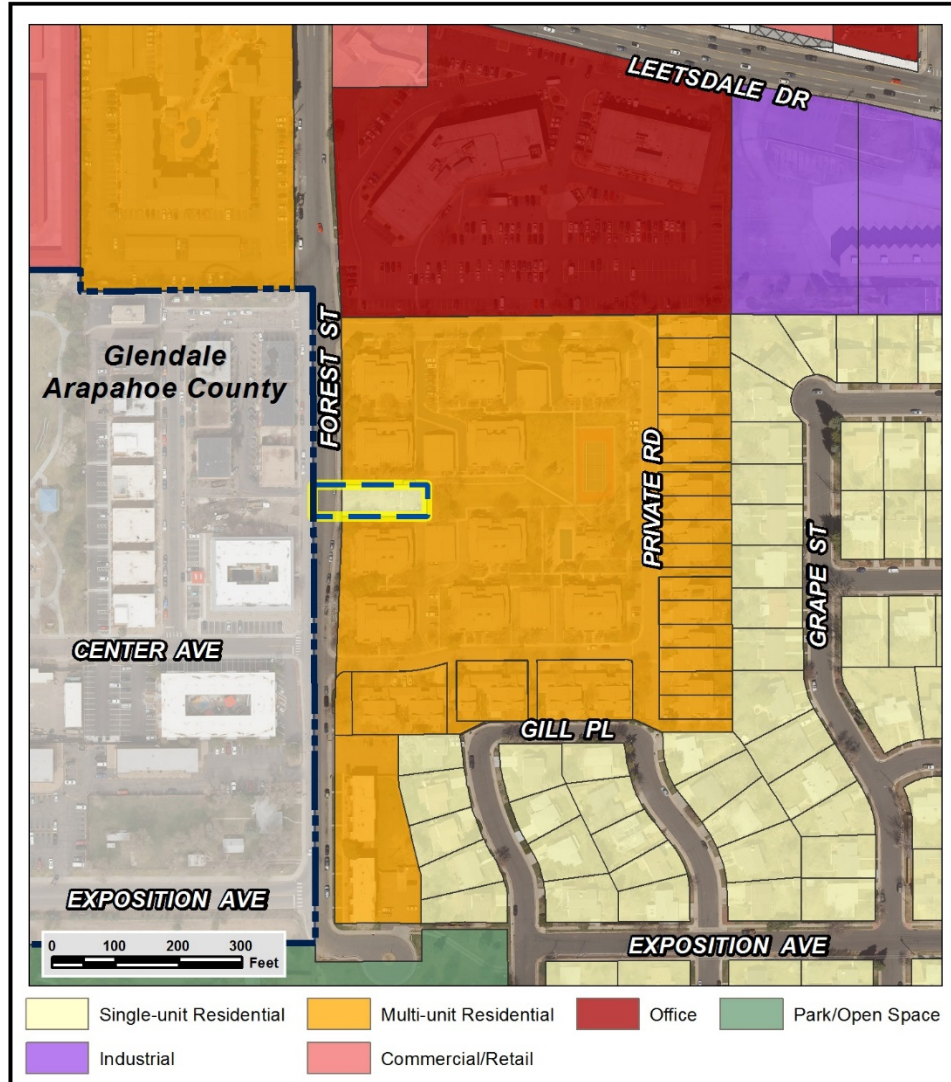 LEETSDALE DR
Glendale
Arapahoe County
FOREST ST
PRIVATE RD
GRAPE ST
CENTER AVE
GILL PL
EXPOSITION AVE
EXPOSITION AVE
0 100 200 300
Feet
Single-unit Residential
Multi-unit Residential
Office
Park/Open Space
Industrial
Commercial/Retail